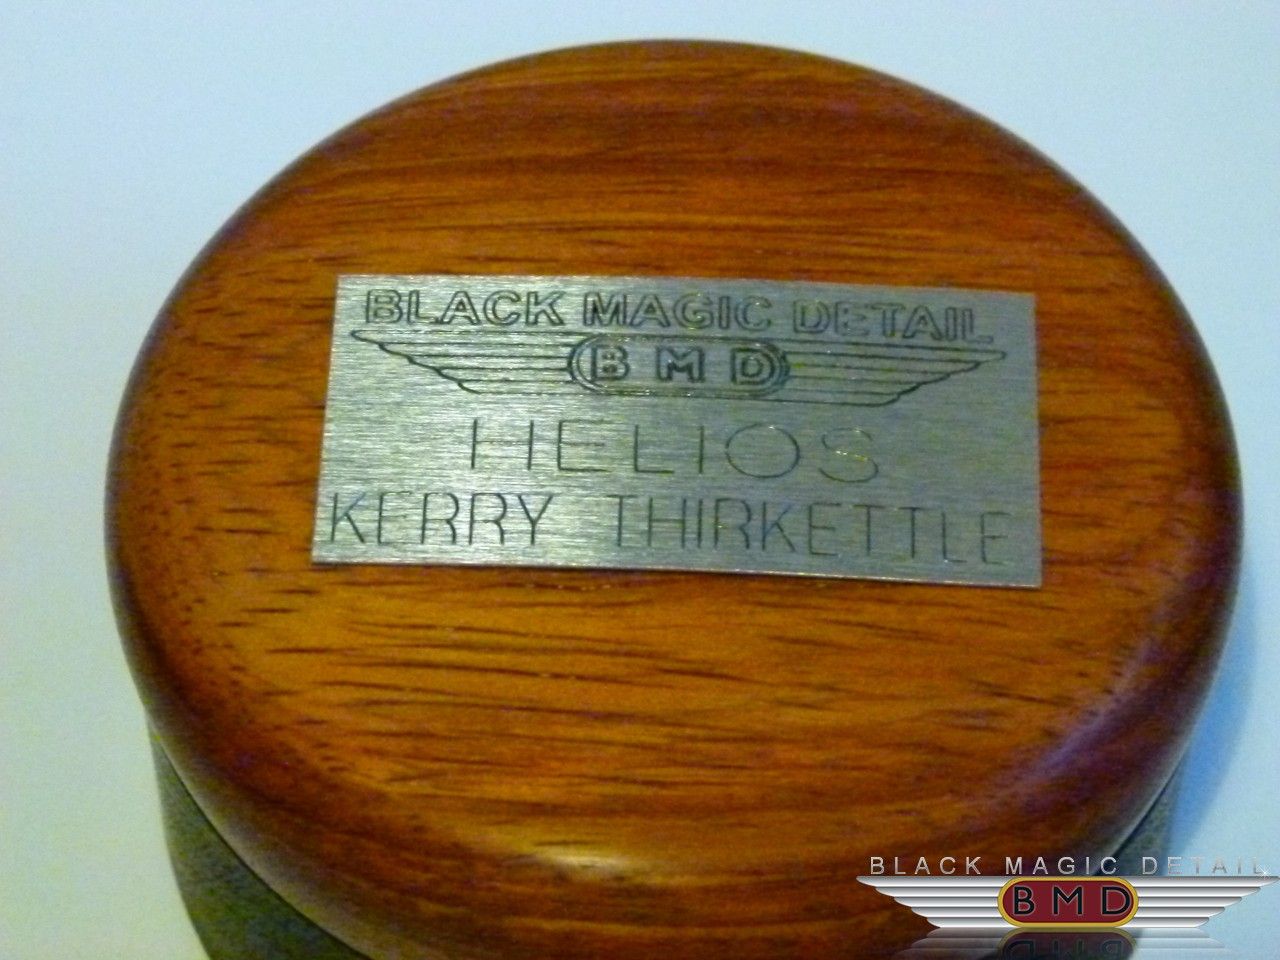 BLACK MAGIC DETAIL
BMD
HELIOS
KERRY THIRKETTLE
BLACK MAGIC DETAIL
BMD